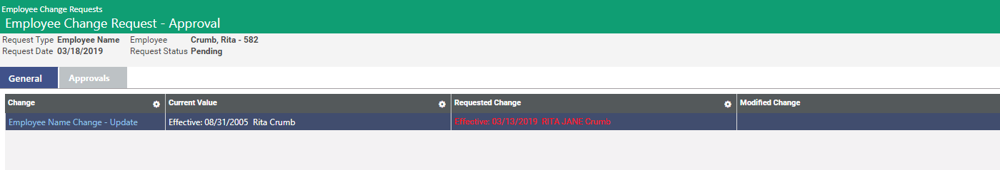 Employee Change Requests
Employee Change Request - Approval
Request Type Employee Name Employee Crumb, Rita - 582
Request Date 03/18/2019 Request Status Pending
General Approvals
Change Current Value Requested Change Modified Change
Employee Name Change - Update Effective: 08/31/2005 Rita Crumb Effective: 03/13/2019 RITA JANE Crumb